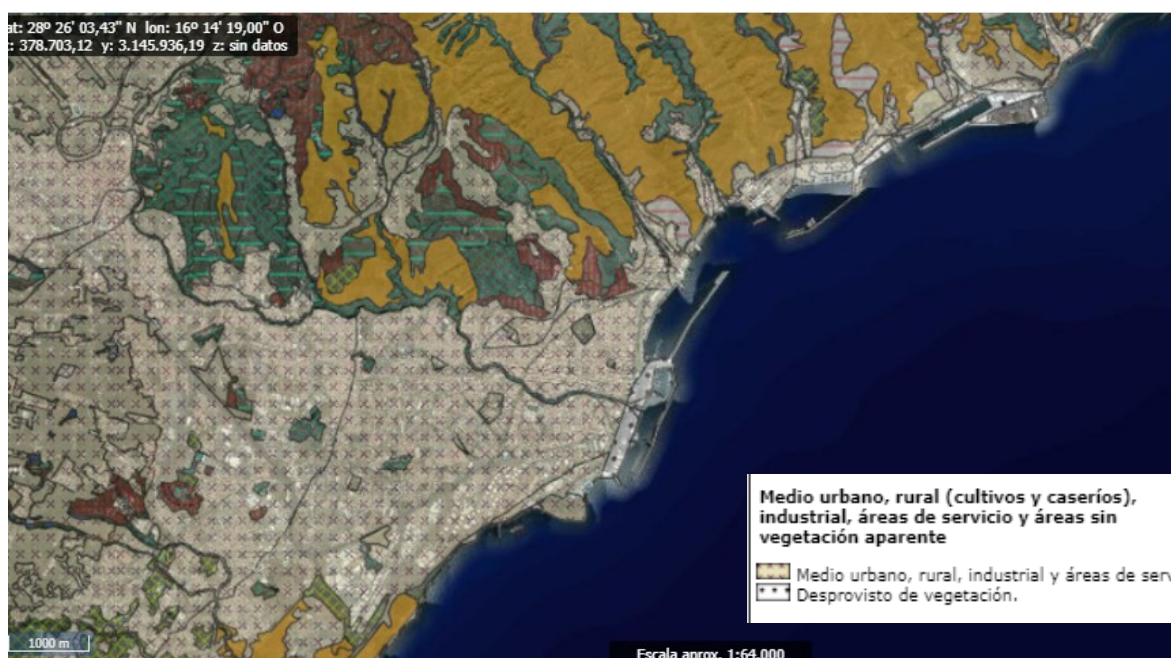 at: 28º 26' 03,43" N lon: 16º 14' 19,00" O
: 378.703,12 y: 3.145.936,19 z: sin datos
Medio urbano, rural (cultivos y caseríos),
industrial, áreas de servicio y áreas sin
vegetación aparente
Medio urbano, rural, industrial y áreas de serv
Desprovisto de vegetación.
1000 m
Escala aprox. 1:64.000